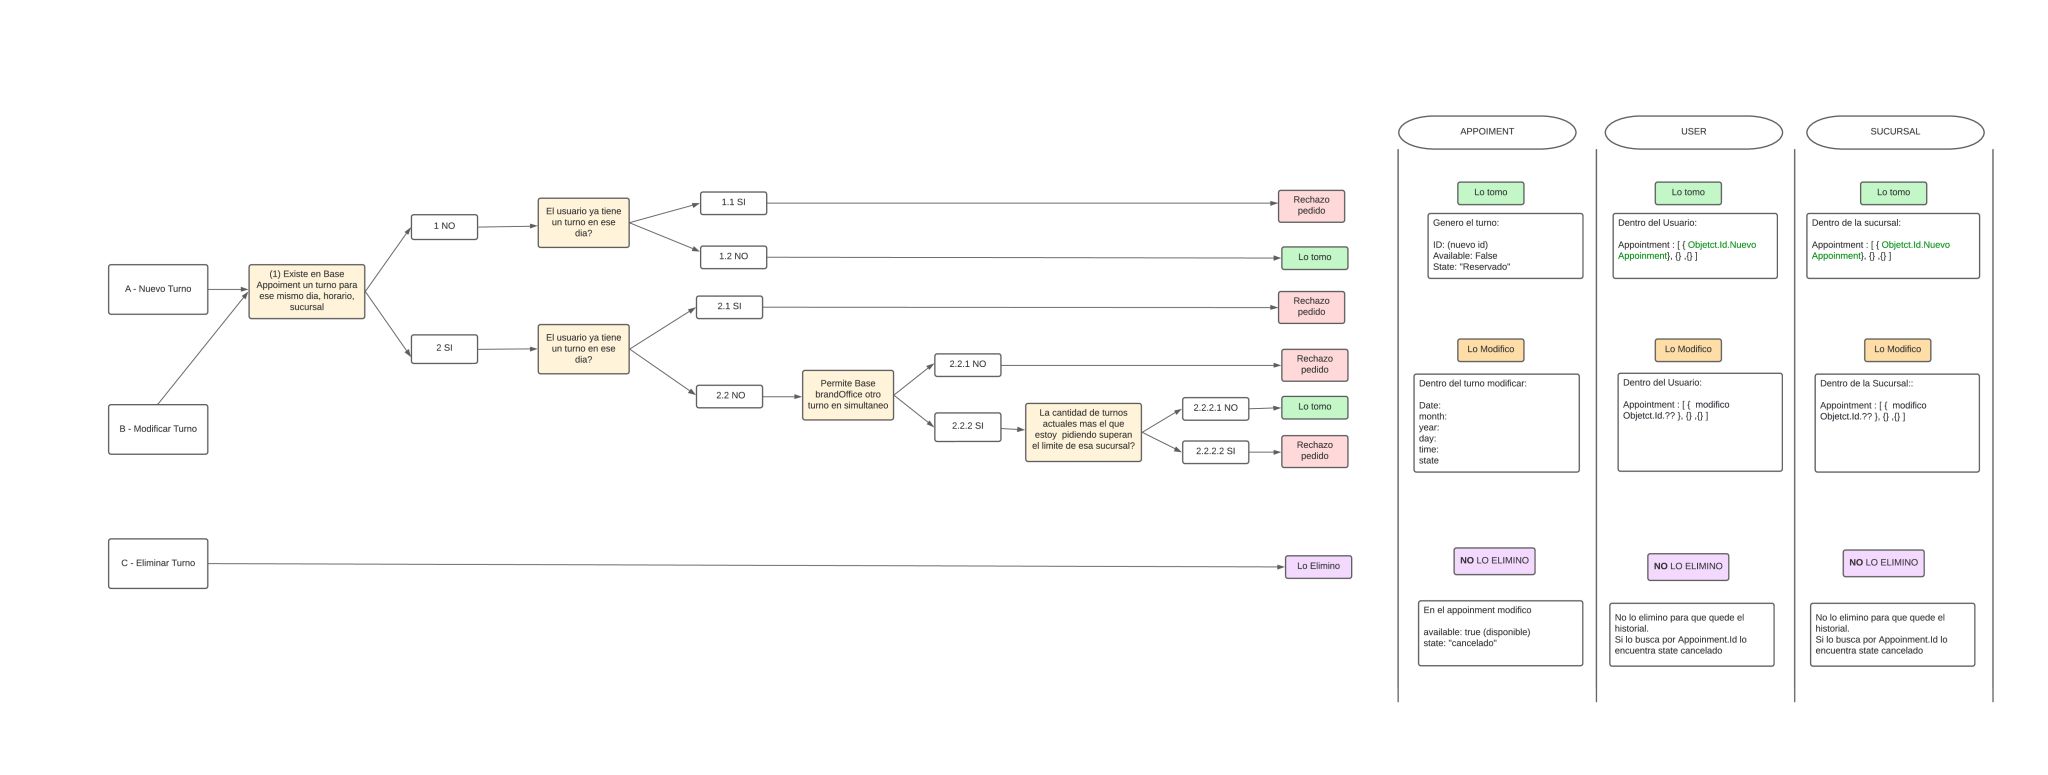 A - Nuevo Turno
B - Modificar Turno
C - Eliminar Turno
(1) Existe en Base
Appoiment un turno para
ese mismo dia, horario,
sucursal
1 NO
2 SI
El usuario ya tiene
un turno en ese
dia?
El usuario ya tiene
un turno en ese
dia?
1.1 SI
1.2 NO
2.1 SI
2.2 NO
Permite Base
brandOffice otro
turno en simultaneo
2.2.1 NO
2.2.2 SI
La cantidad de turnos
actuales mas el que
estoy pidiendo superan
el limite de esa sucursal?
2.2.2.1 NO
2.2.2.2 SI
Rechazo
pedido
Lo tomo
Rechazo
pedido
Rechazo
pedido
Lo tomo
Rechazo
pedido
Lo Elimino
APPOIMENT
Lo tomo
Genero el turno:
ID: (nuevo id)
Available: False
State: "Reservado"
Lo Modifico
Dentro del turno modificar:
Date:
month:
year:
day:
time:
state
NO LO ELIMINO
En el appoinment modifico
available: true (disponible)
state: "cancelado"
USER
Lo tomo
Dentro del Usuario:
Appointment : [ { Objetct.Id.Nuevo
Appointment}, {} ,{} ]
Lo Modifico
Dentro del Usuario:
Appointment : [ { modifico
Objetct.Id.?? }, {} ,{} ]
NO LO ELIMINO
No lo elimino para que quede el
historial.
Si lo busca por Appoinment.Id lo
encuentra state cancelado
SUCURSAL
Lo tomo
Dentro de la sucursal:
Appointment : [ { Objetct.Id.Nuevo
Appointment}, {} ,{} ]
Lo Modifico
Dentro de la Sucursal::
Appointment : [ { modifico
Objetct.Id.?? }, {} ,{} ]
NO LO ELIMINO
No lo elimino para que quede el
historial.
Si lo busca por Appoinment.Id lo
encuentra state cancelado